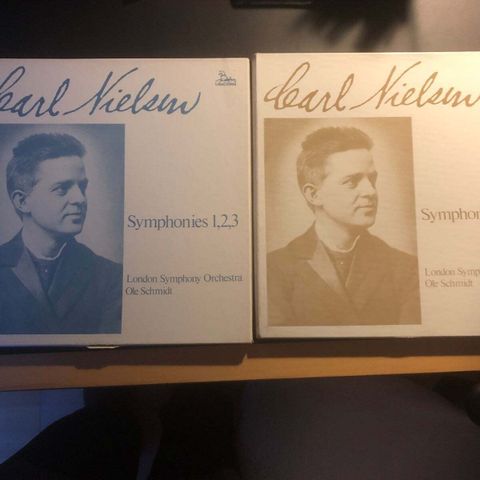 Carl Nielsen
Symphonies 1,2,3
London Symphony Orchestra
Ole Schmidt
Carl Nielsen
Symphon
London Symp
Ole Schmidt